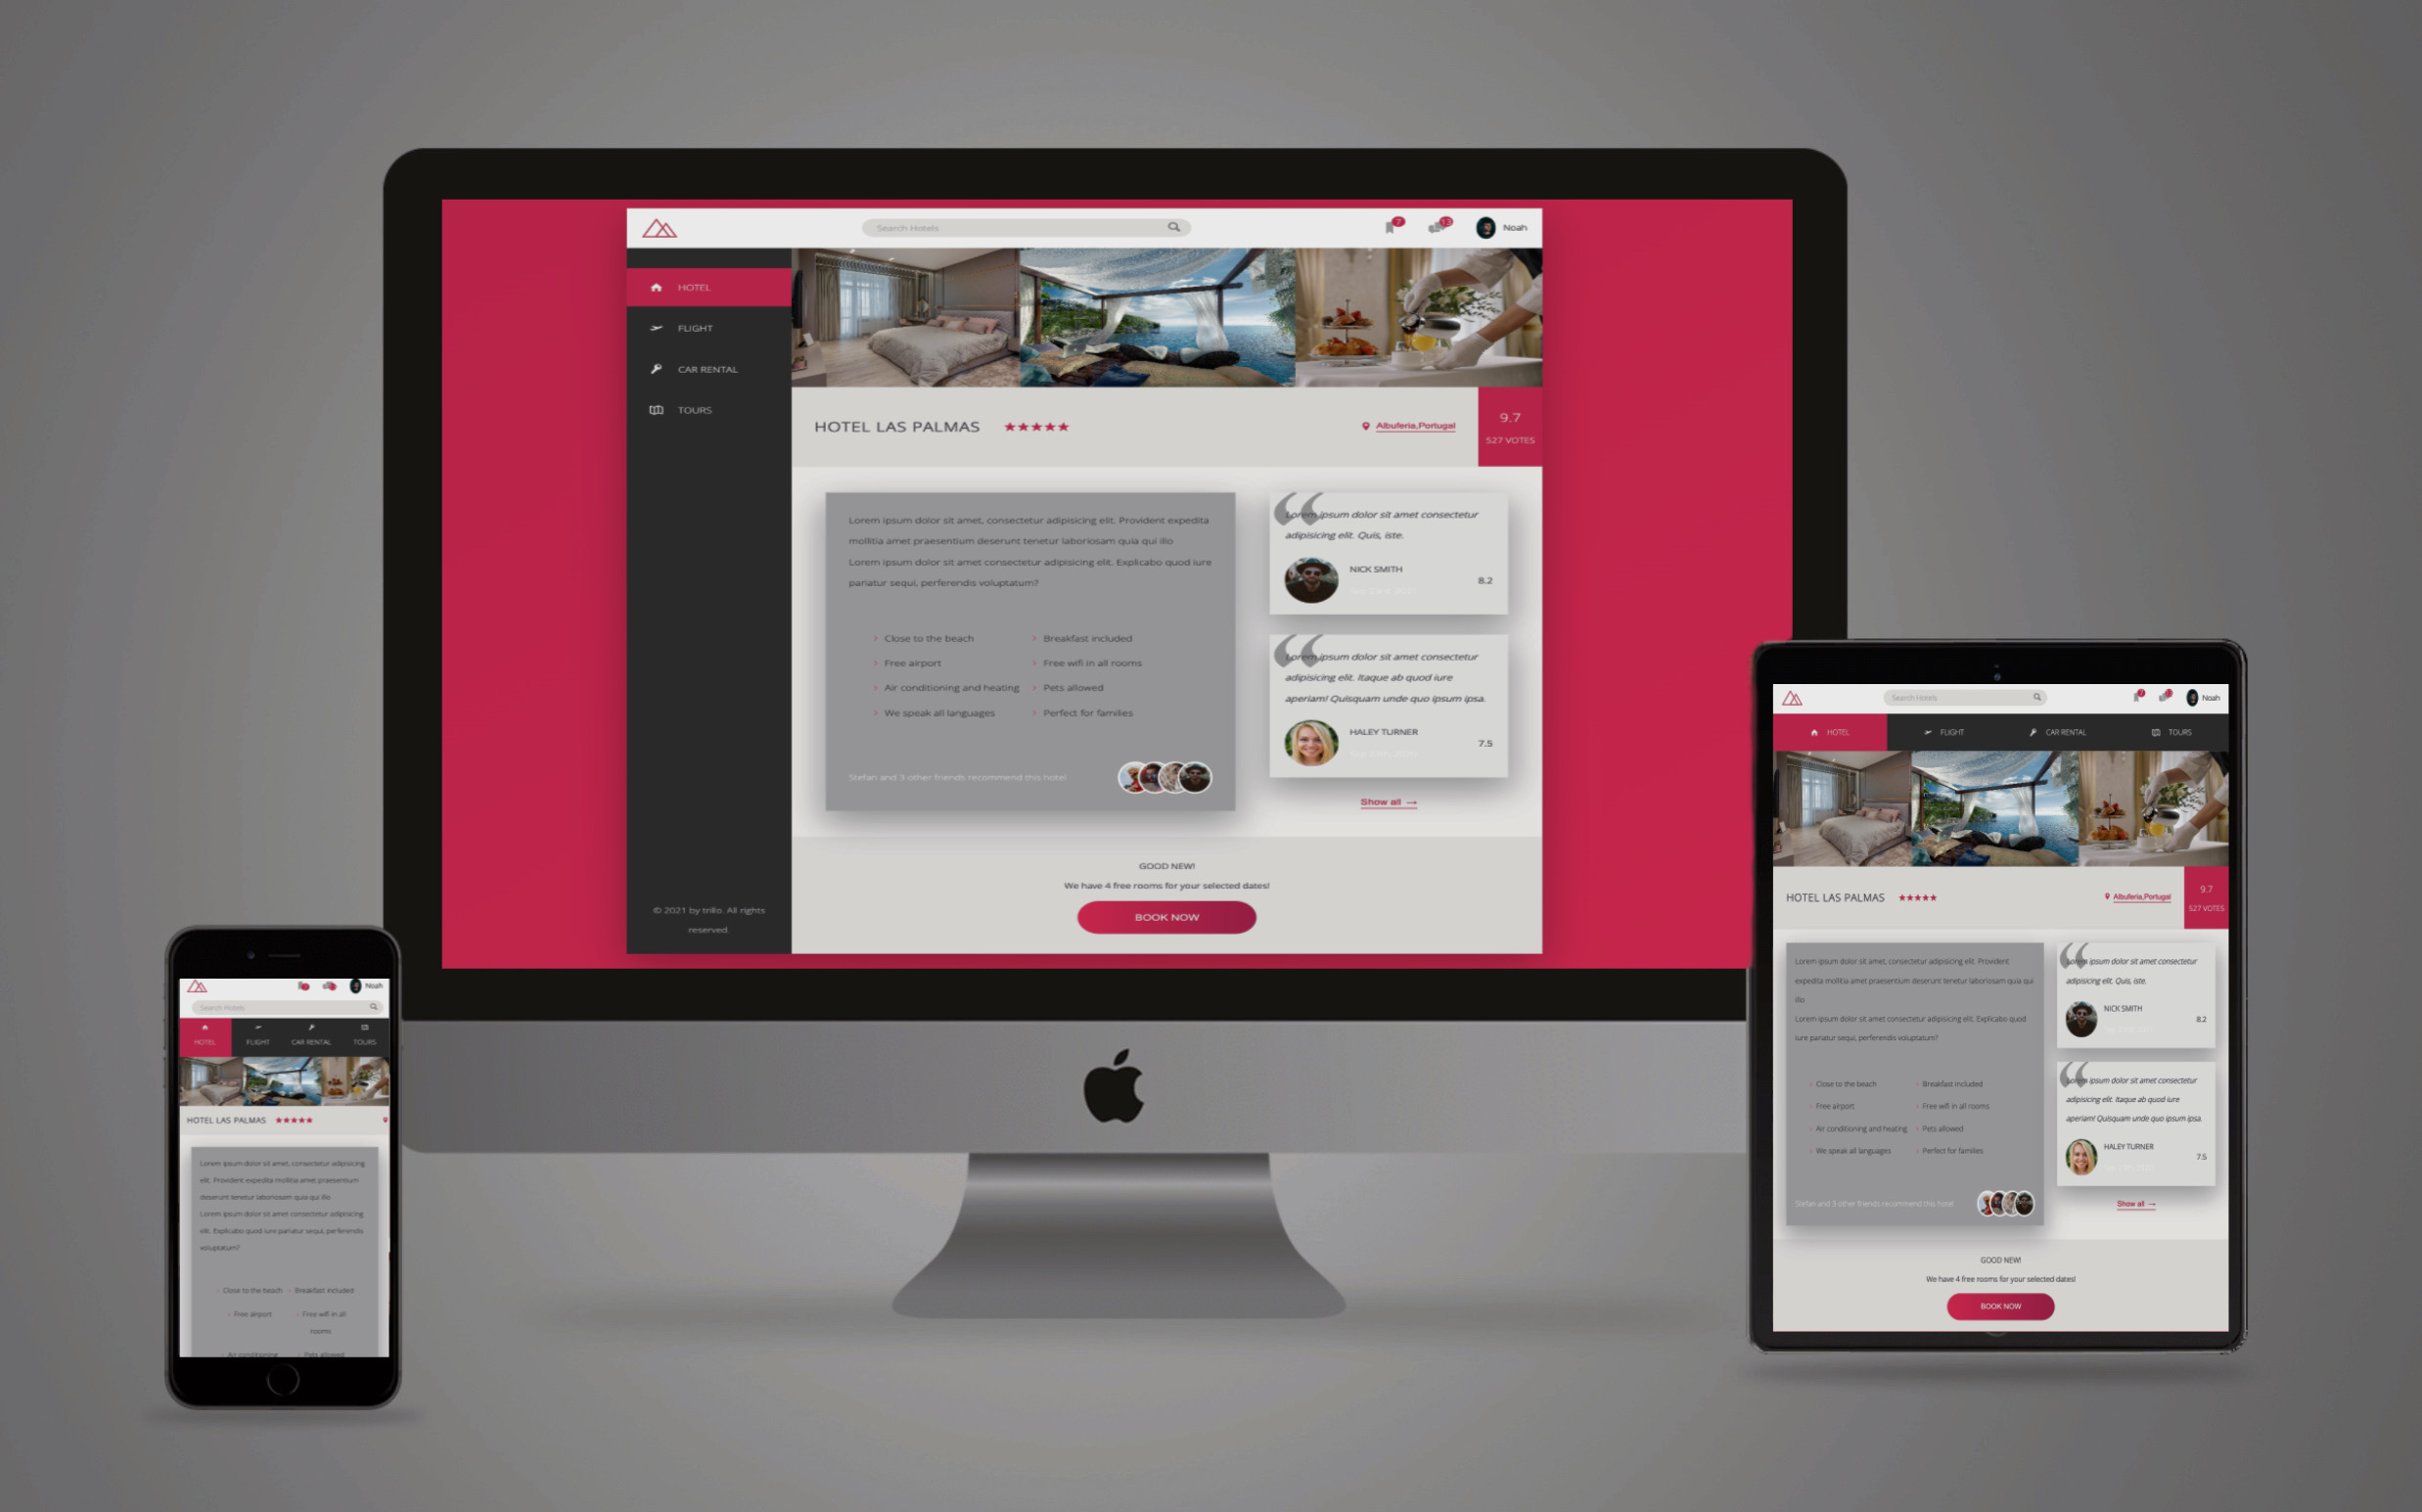 Search Hotels
7
13
Noah
HOTEL
FLIGHT
CAR RENTAL
TOURS
© 2021 by trillo. All rights
reserved.
HOTEL LAS PALMAS
Albuferia,Portugal
9.7
527 VOTES
Lorem ipsum dolor sit amet, consectetur adipisicing elit. Provident expedita
mollitia amet praesentium deserunt tenetur laboriosam quia qui illo
Lorem ipsum dolor sit amet consectetur adipisicing elit. Explicabo quod iure
pariatur sequi, perferendis voluptatum?
Close to the beach
Breakfast included
Free airport
Free wifi in all rooms
Air conditioning and heating
Pets allowed
We speak all languages
Perfect for families
Stefan and 3 other friends recommend this hotel
“
Lorem ipsum dolor sit amet consectetur
adipisicing elit. Quis, iste.
NICK SMITH
8.2
“
Lorem ipsum dolor sit amet consectetur
adipisicing elit. Itaque ab quod iure
aperiam! Quisquam unde quo ipsum ipsa.
HALEY TURNER
7.5
Show all →
GOOD NEW!
We have 4 free rooms for your selected dates!
BOOK NOW
Noah
Search Hotels
HOTEL
FLIGHT
CAR RENTAL
TOURS
HOTEL LAS PALMAS
Lorem ipsum dolor sit amet, consectetur adipisicing
elit. Provident expedita mollitia amet praesentium
deserunt tenetur laboriosam quia qui illo
Lorem ipsum dolor sit amet consectetur adipisicing
elit. Explicabo quod iure pariatur sequi, perferendis
voluptatum?
Close to the beach
Breakfast included
Free airport
Free wifi in all
rooms
Air conditioning
Pets allowed
Search Hotels
7
Noah
HOTEL
FLIGHT
CAR RENTAL
TOURS
HOTEL LAS PALMAS
Albuferia,Portugal
9.7
527 VOTES
Lorem ipsum dolor sit amet, consectetur adipisicing elit. Provident
expedita mollitia amet praesentium deserunt tenetur laboriosam quia qui
illo
Lorem ipsum dolor sit amet consectetur adipisicing elit. Explicabo quod
iure pariatur sequi, perferendis voluptatum?
Close to the beach
Breakfast included
Free airport
Free wifi in all rooms
Air conditioning and heating
Pets allowed
We speak all languages
Perfect for families
Stefan and 3 other friends recommend this hotel
“
Lorem ipsum dolor sit amet consectetur
adipisicing elit. Quis, iste.
NICK SMITH
8.2
“
Lorem ipsum dolor sit amet consectetur
adipisicing elit. Itaque ab quod iure
aperiam! Quisquam unde quo ipsum ipsa.
HALEY TURNER
7.5
Show all →
GOOD NEW!
We have 4 free rooms for your selected dates!
BOOK NOW